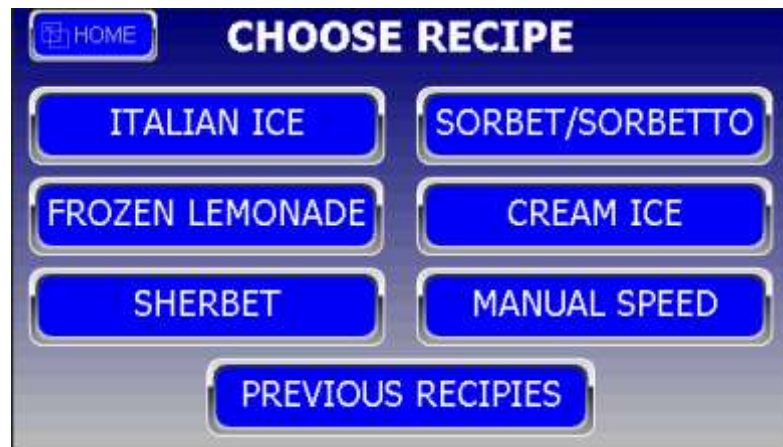 HOME
CHOOSE RECIPE
ITALIAN ICE
SORBET/SORBETTO
FROZEN LEMONADE
CREAM ICE
SHERBET
MANUAL SPEED
PREVIOUS RECIPIES